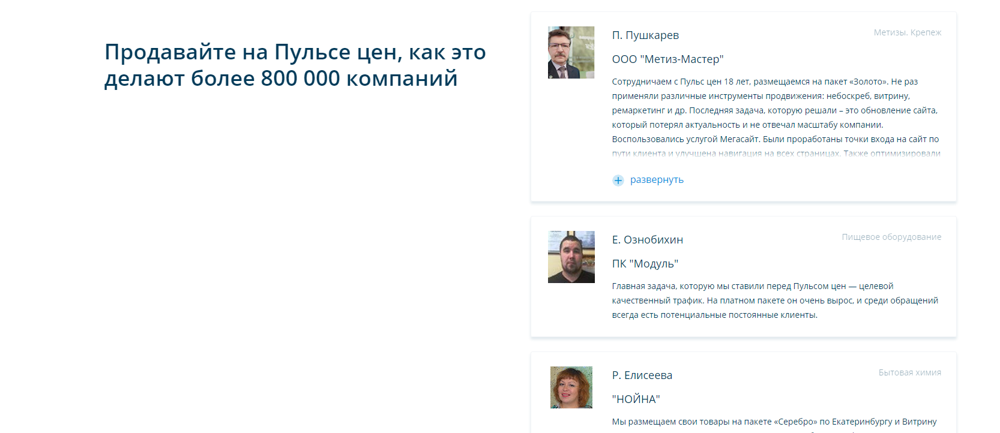 Продавайте на Пульсе цен, как это
делают более 800 000 компаний
П. Пушкарев
Метизы. Крепеж
ООО "Метиз-Мастер"
Сотрудничаем с Пульс цен 18 лет, размещаемся на пакет «Золото». Не раз
применяли различные инструменты продвижения: небоскреб, витрину,
ремаркетинг и др. Последняя задача, которую решали – это обновление сайта,
который потерял актуальность и не отвечал масштабу компании.
Воспользовались услугой Мегасайт. Были проработаны точки входа на сайт по
пути клиента и улучшена навигация на всех страницах. Также оптимизировали
развернуть
Е. Ознобихин
Пищевое оборудование
ПК "Модуль"
Главная задача, которую мы ставили перед Пульсом цен — целевой
качественный трафик. На платном пакете он очень вырос, и среди обращений
всегда есть потенциальные постоянные клиенты.
Р. Елисеева
Бытовая химия
"НОЙНА"
Мы размещаем свои товары на пакете «Серебро» по Екатеринбургу и Витрину